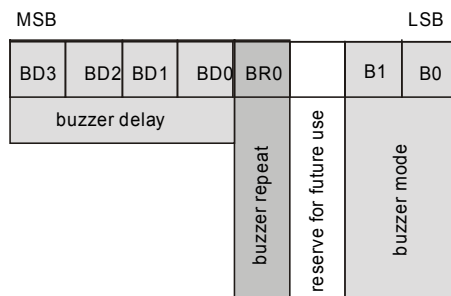 MSB LSB
BD3 BD2 BD1 BD0 BR0 B1 B0
buzzer delay
buzzer repeat
reserve for future use
buzzer mode